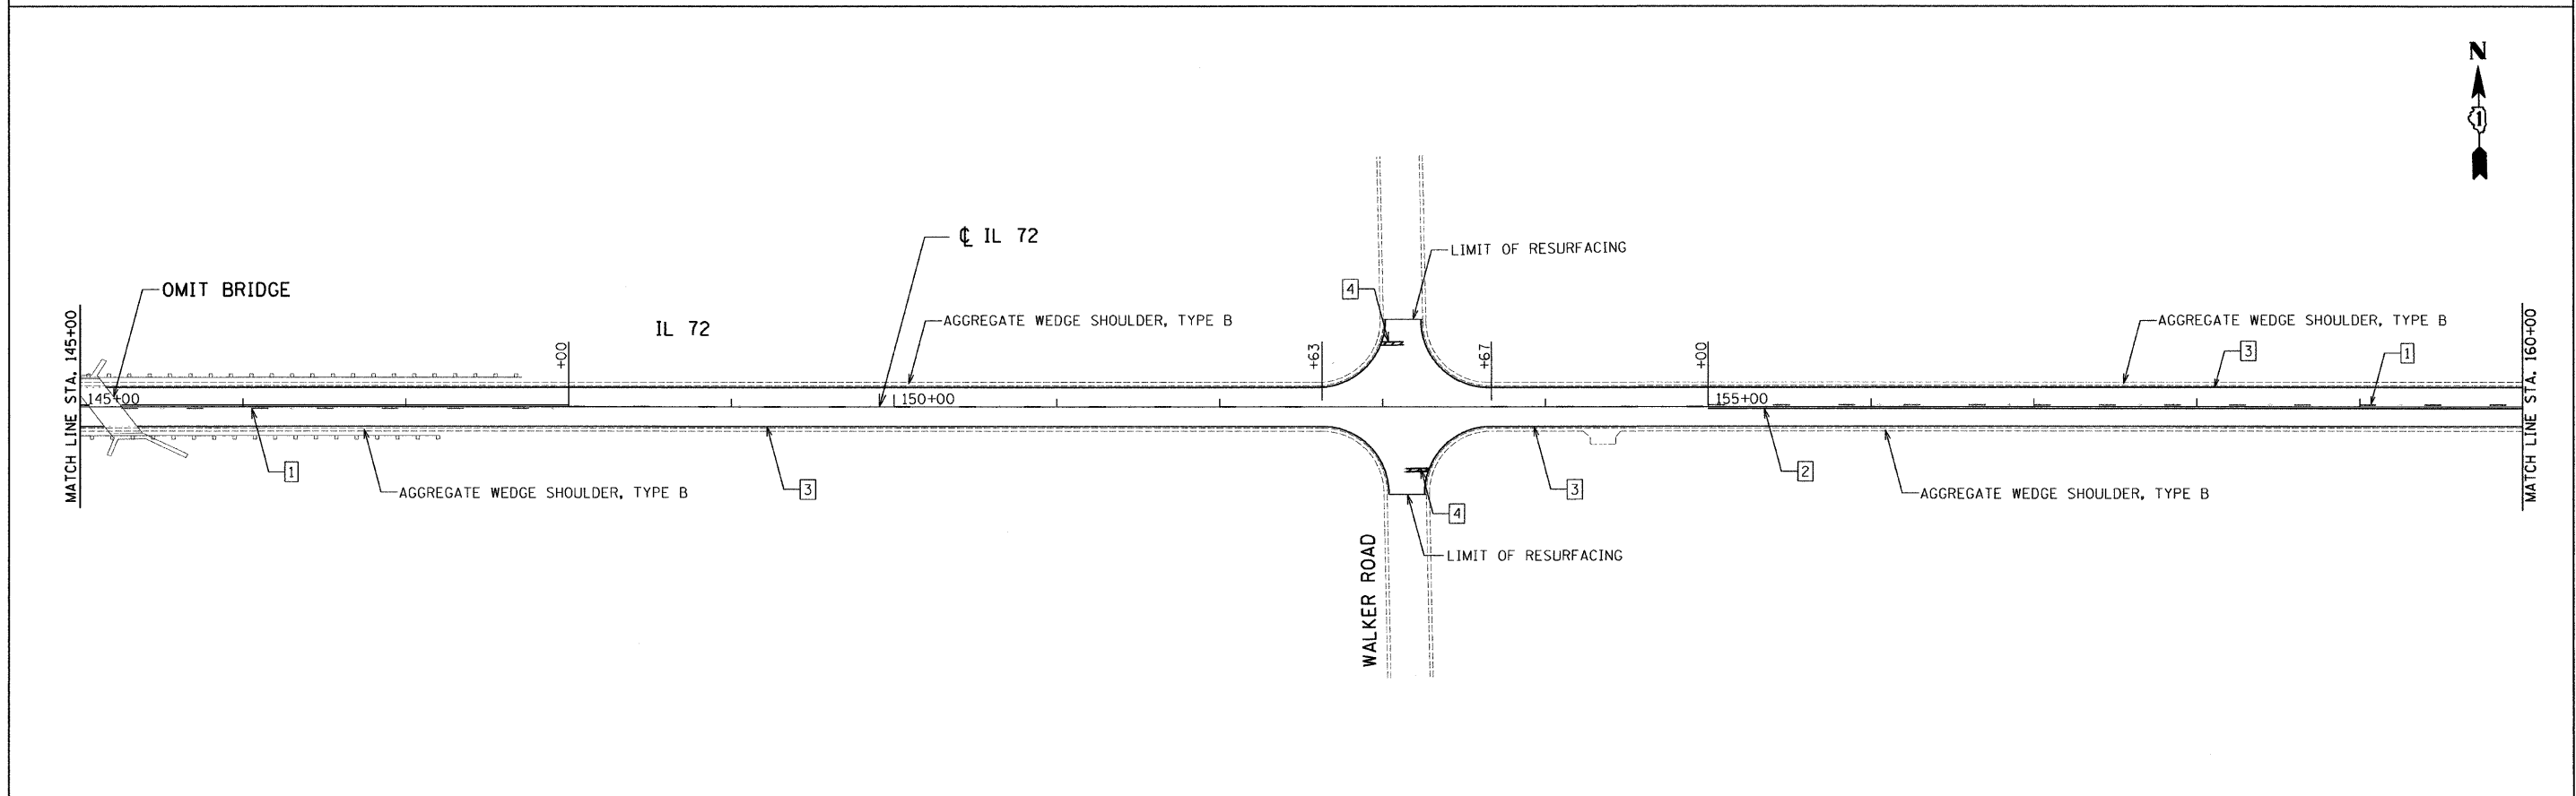 N
1
℄ IL 72
LIMIT OF RESURFACING
4
OMIT BRIDGE
IL 72
AGGREGATE WEDGE SHOULDER, TYPE B
AGGREGATE WEDGE SHOULDER, TYPE B
3
1
MATCH LINE STA. 145+00
+00
+63
+67
+00
MATCH LINE STA. 160+00
145+00
150+00
155+00
1
AGGREGATE WEDGE SHOULDER, TYPE B
3
4
3
2
AGGREGATE WEDGE SHOULDER, TYPE B
LIMIT OF RESURFACING
WALKER ROAD